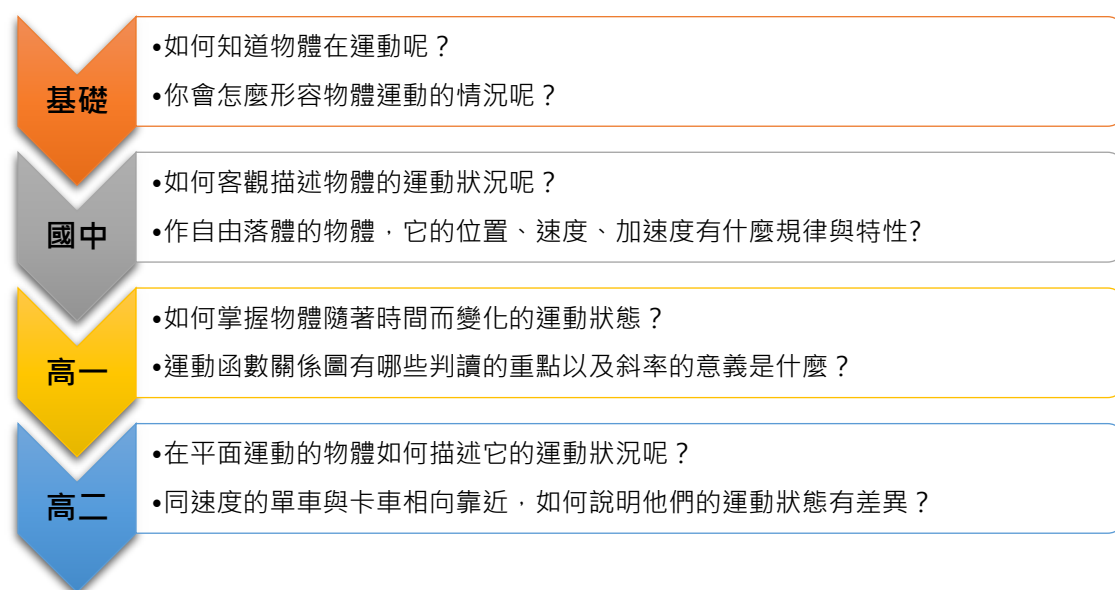 基礎
•如何知道物體在運動呢？
•你會怎麼形容物體運動的情況呢？
國中
•如何客觀描述物體的運動狀況呢？
•作自由落體的物體，它的位置、速度、加速度有什麼規律與特性?
高一
•如何掌握物體隨著時間而變化的運動狀態？
•運動函數關係圖有哪些判讀的重點以及斜率的意義是什麼？
高二
•在平面運動的物體如何描述它的運動狀況呢？
•同速度的單車與卡車相向靠近，如何說明他們的運動狀態有差異？